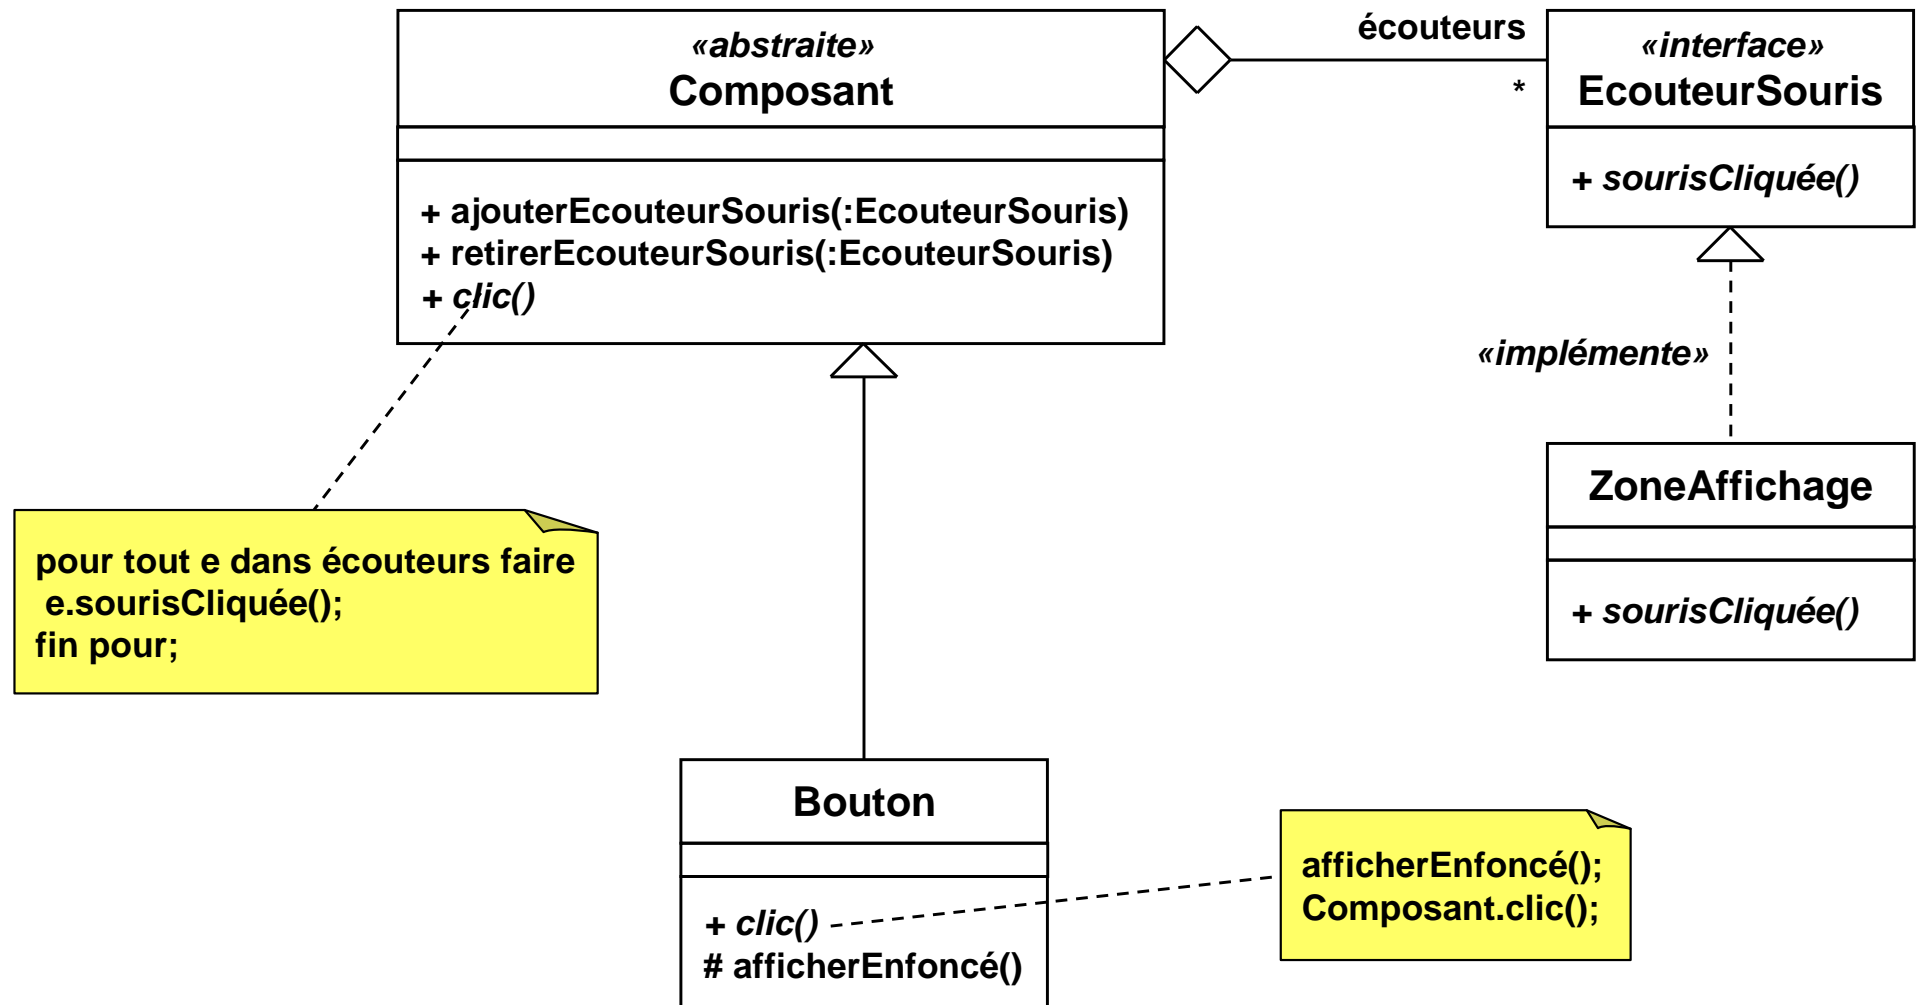 «abstraite»
Composant
+ ajouterEcouteurSouris(:EcouteurSouris)
+ retirerEcouteurSouris(:EcouteurSouris)
+ clic()
écouteurs
*
«interface»
EcouteurSouris
+ sourisCliquée()
«implémente»
ZoneAffichage
+ sourisCliquée()
pour tout e dans écouteurs faire
e.sourisCliquée();
fin pour;
Bouton
+ clic()
# afficherEnfoncé()
afficherEnfoncé();
Composant.clic();